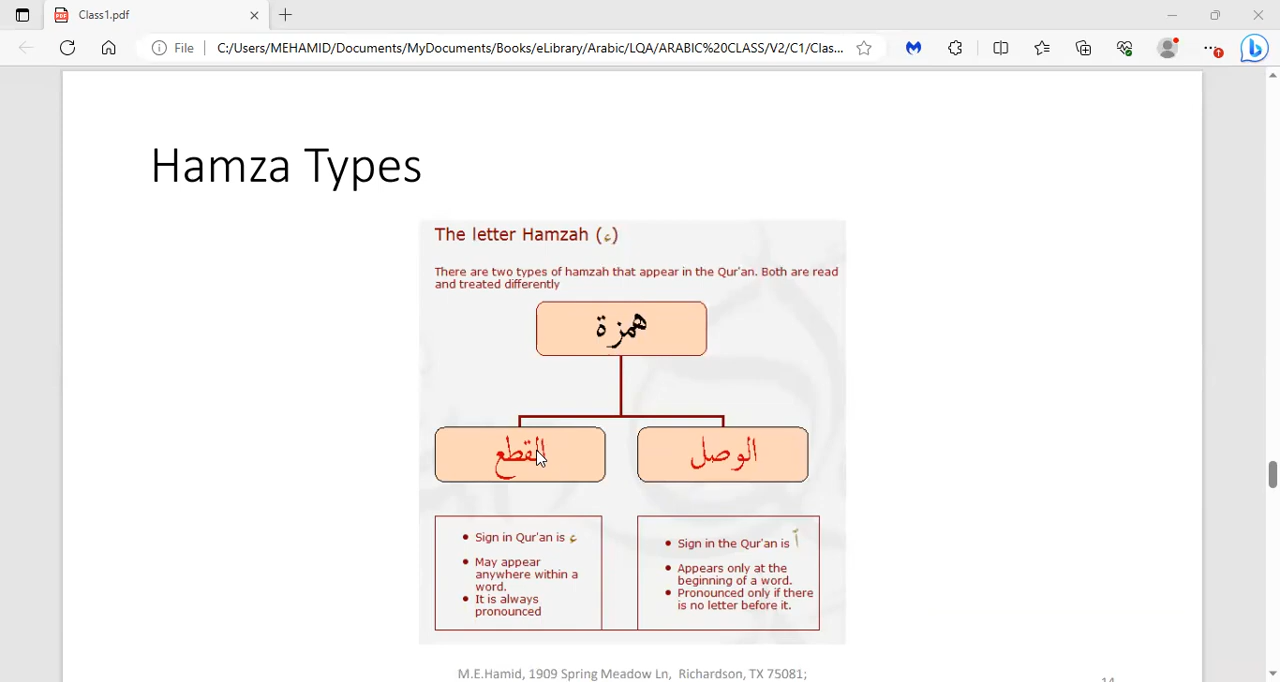 Class1.pdf
File
C:/Users/MEHAMID/Documents/MyDocuments/Books/eLibrary/Arabic/LQA/ARABIC%20CLASS/V2/C1/Clas...
Hamza Types
The letter Hamzah (ء)
There are two types of hamzah that appear in the Qur'an. Both are read
and treated differently
همزة
القطع
الوصل
• Sign in Qur'an is ء
• May appear
anywhere within a
word.
• It is always
pronounced
• Sign in the Qur'an is ٱ
• Appears only at the
beginning of a word.
• Pronounced only if there
is no letter before it.
M.E.Hamid, 1909 Spring Meadow Ln, Richardson, TX 75081;
14